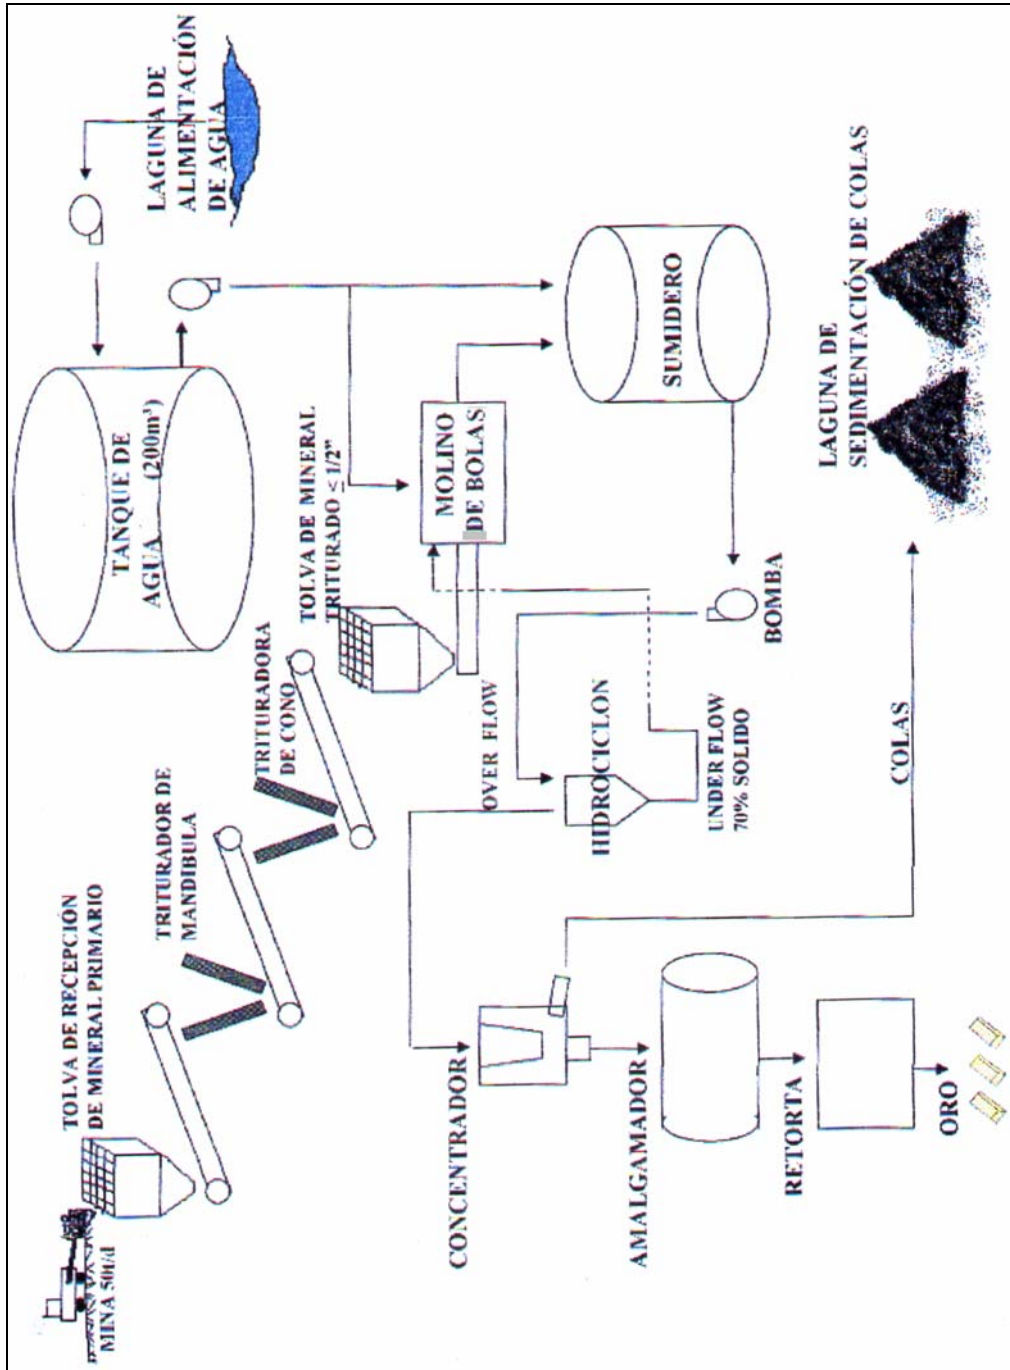 MINA 50t/d
TOLVA DE RECEPCIÓN
DE MINERAL PRIMARIO
TRITURADOR DE
MANDIBULA
TRITURADORA
DE CONO
TOLVA DE MINERAL
TRITURADO ≤ 1/2"
TANQUE DE
AGUA (200m³)
LAGUNA DE
ALIMENTACIÓN
DE AGUA
MOLINO
DE BOLAS
SUMIDERO
BOMBA
OVER FLOW
HIDROCICLON
UNDER FLOW
70% SOLIDO
CONCENTRADOR
AMALGAMADOR
RETORTA
ORO
COLAS
LAGUNA DE
SEDIMENTACIÓN DE COLAS